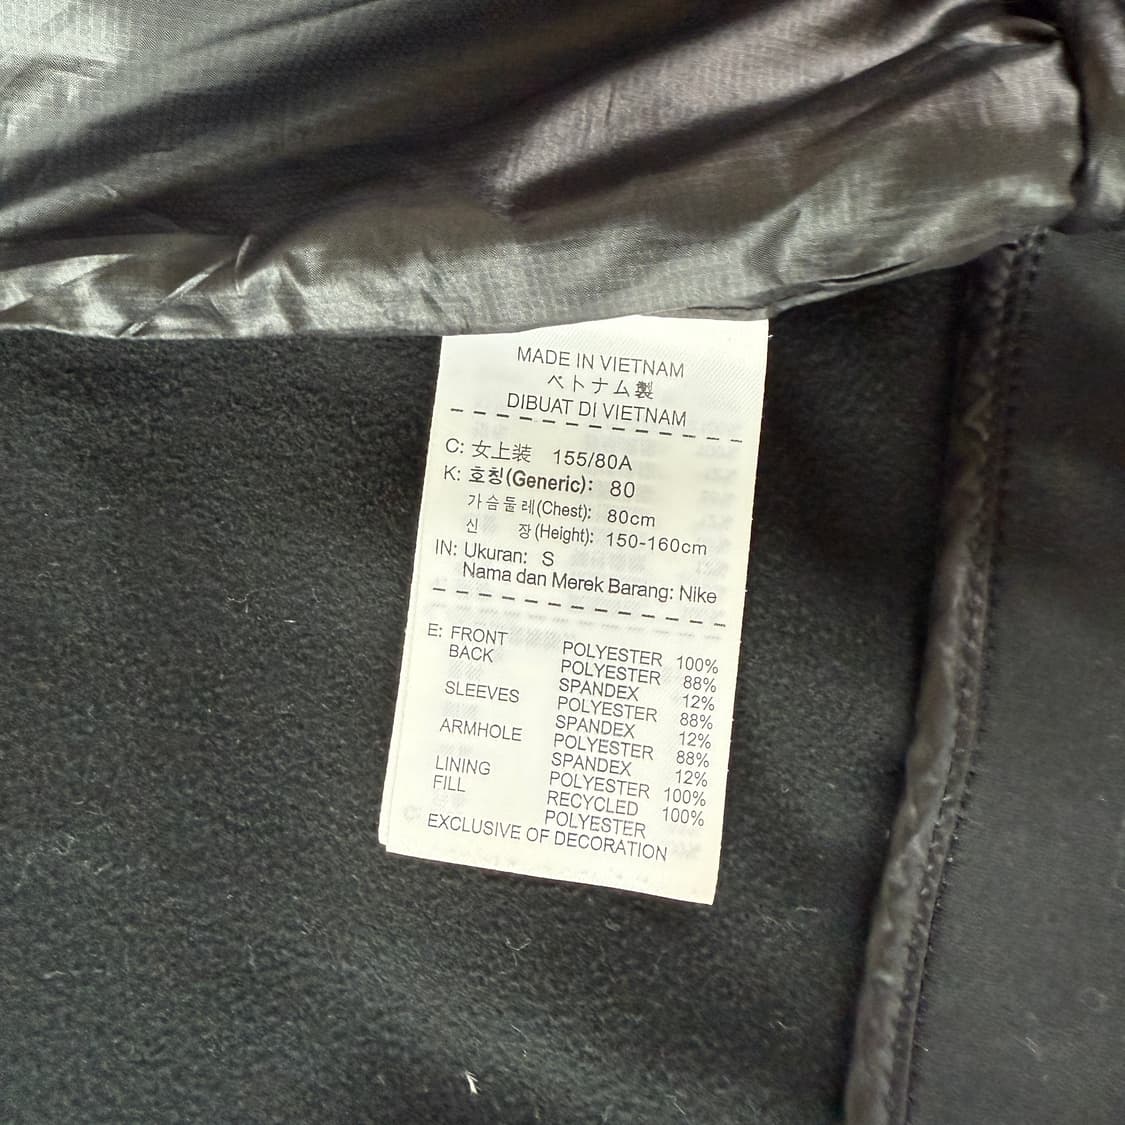 MADE IN VIETNAM
ベトナム製
DIBUAT DI VIETNAM
C: 女上装 155/80A
K: 호칭(Generic): 80
가슴둘레(Chest): 80cm
신 장(Height): 150-160cm
IN: Ukuran: S
Nama dan Merek Barang: Nike
E: FRONT POLYESTER 100%
BACK POLYESTER 88%
SPANDEX 12%
SLEEVES POLYESTER 88%
SPANDEX 12%
ARMHOLE POLYESTER 88%
SPANDEX 12%
LINING POLYESTER 100%
FILL RECYCLED 100%
POLYESTER
EXCLUSIVE OF DECORATION